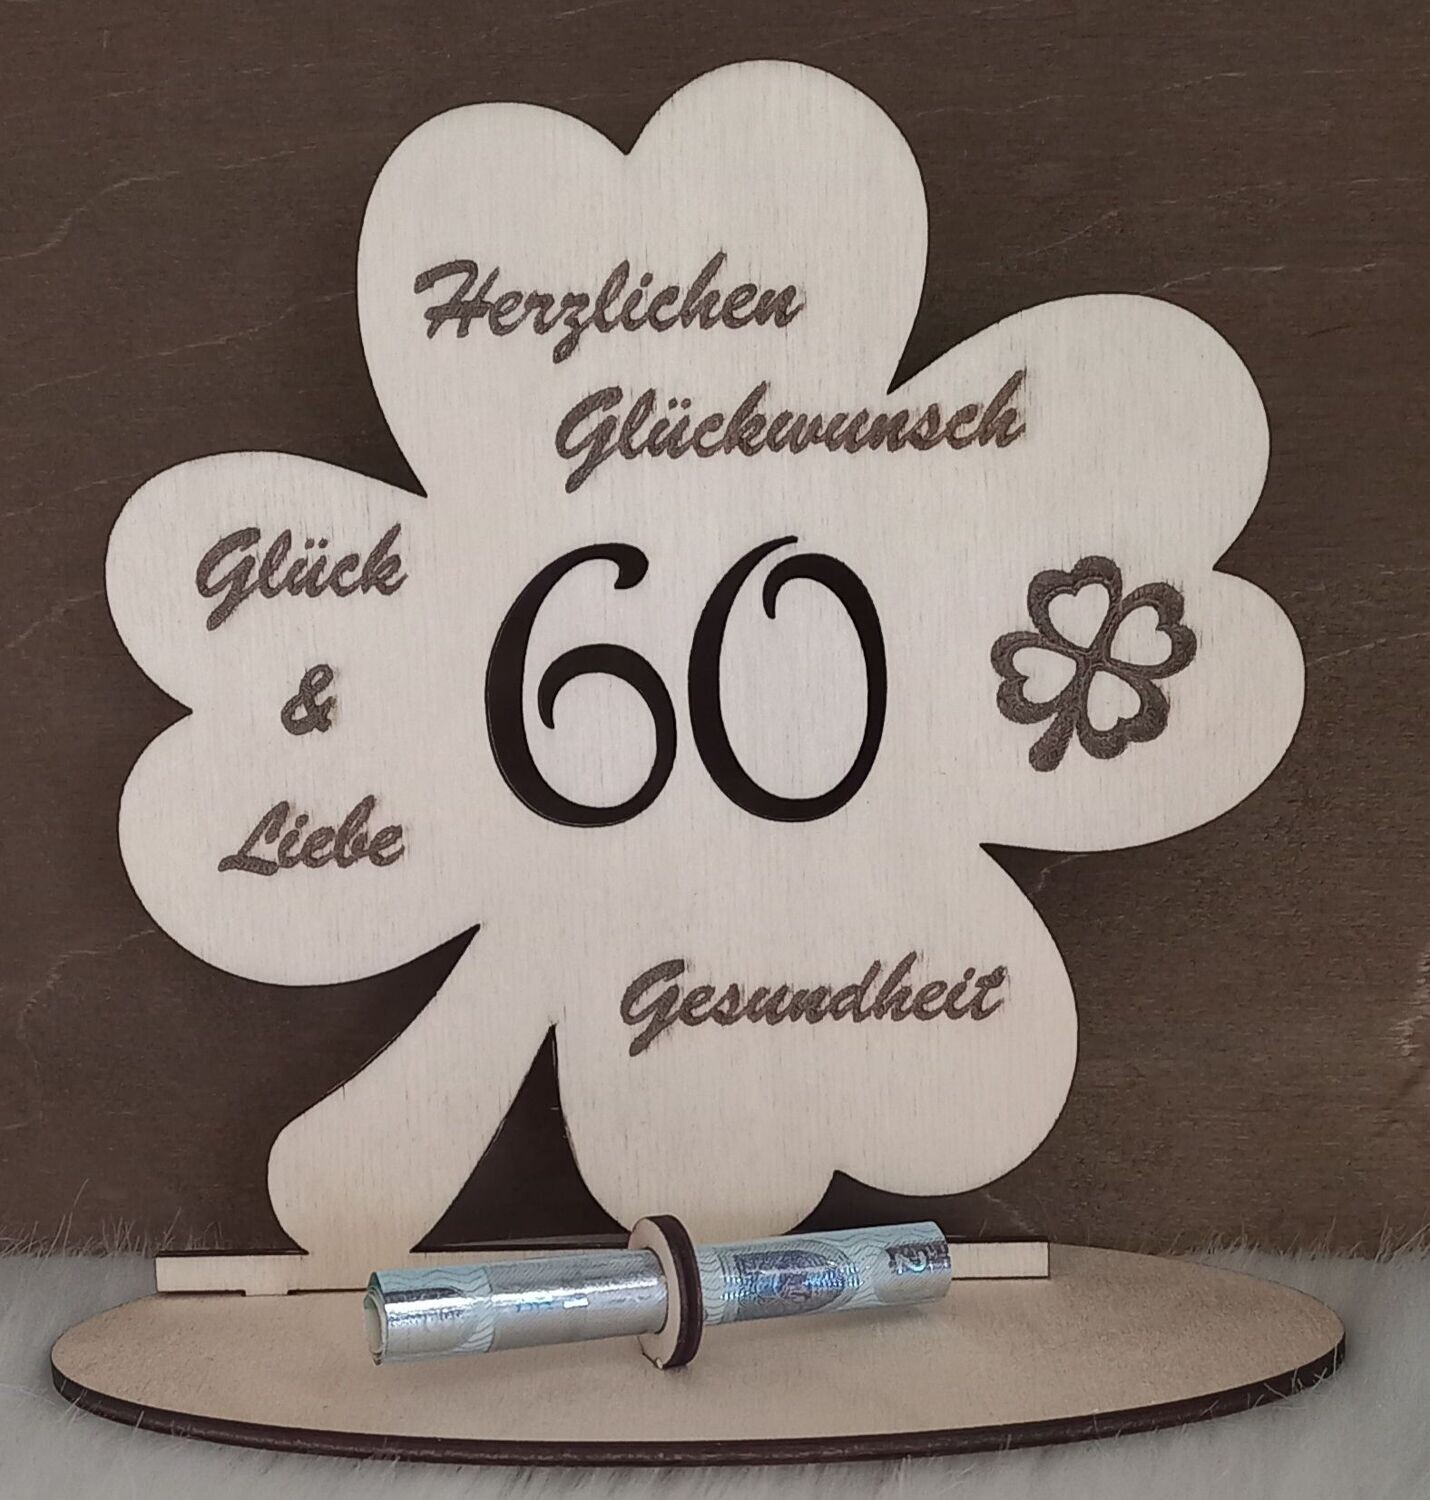 Herzlichen
Glückwunsch
Glück
&
Liebe
60
Gesundheit